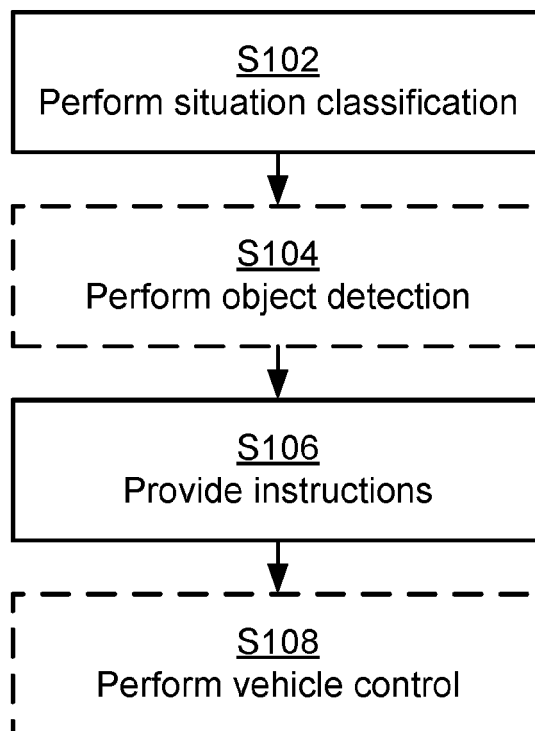 S102
Perform situation classification
S104
Perform object detection
S106
Provide instructions
S108
Perform vehicle control